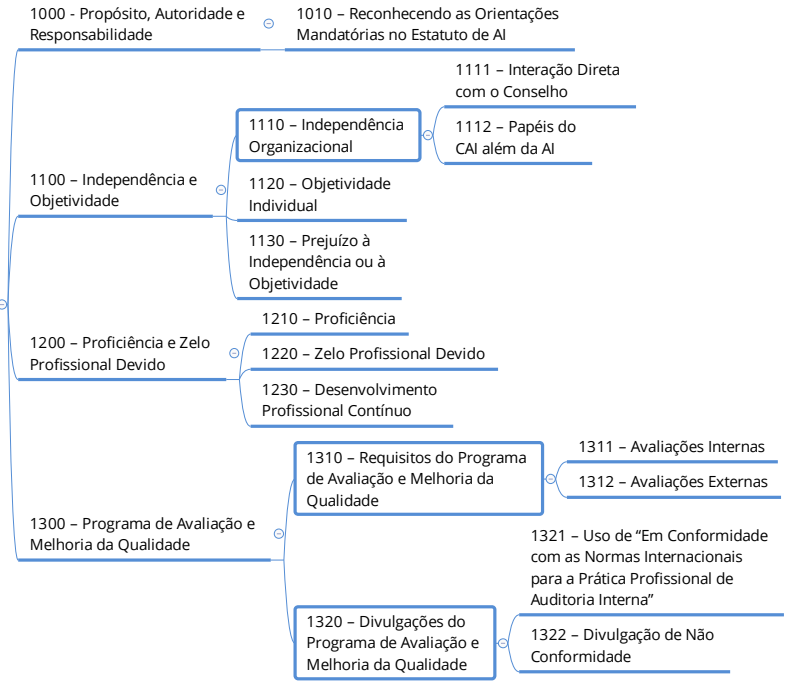 1000 - Propósito, Autoridade e
Responsabilidade
1010 – Reconhecendo as Orientações
Mandatórias no Estatuto de AI
1100 – Independência e
Objetividade
1110 – Independência
Organizacional
1111 – Interação Direta
com o Conselho
1112 – Papéis do
CAI além da AI
1120 – Objetividade
Individual
1130 – Prejuízo à
Independência ou à
Objetividade
1200 – Proficiência e Zelo
Profissional Devido
1210 – Proficiência
1220 – Zelo Profissional Devido
1230 – Desenvolvimento
Profissional Contínuo
1300 – Programa de Avaliação e
Melhoria da Qualidade
1310 – Requisitos do Programa
de Avaliação e Melhoria da
Qualidade
1311 – Avaliações Internas
1312 – Avaliações Externas
1320 – Divulgações do
Programa de Avaliação e
Melhoria da Qualidade
1321 – Uso de “Em Conformidade
com as Normas Internacionais
para a Prática Profissional de
Auditoria Interna”
1322 – Divulgação de Não
Conformidade